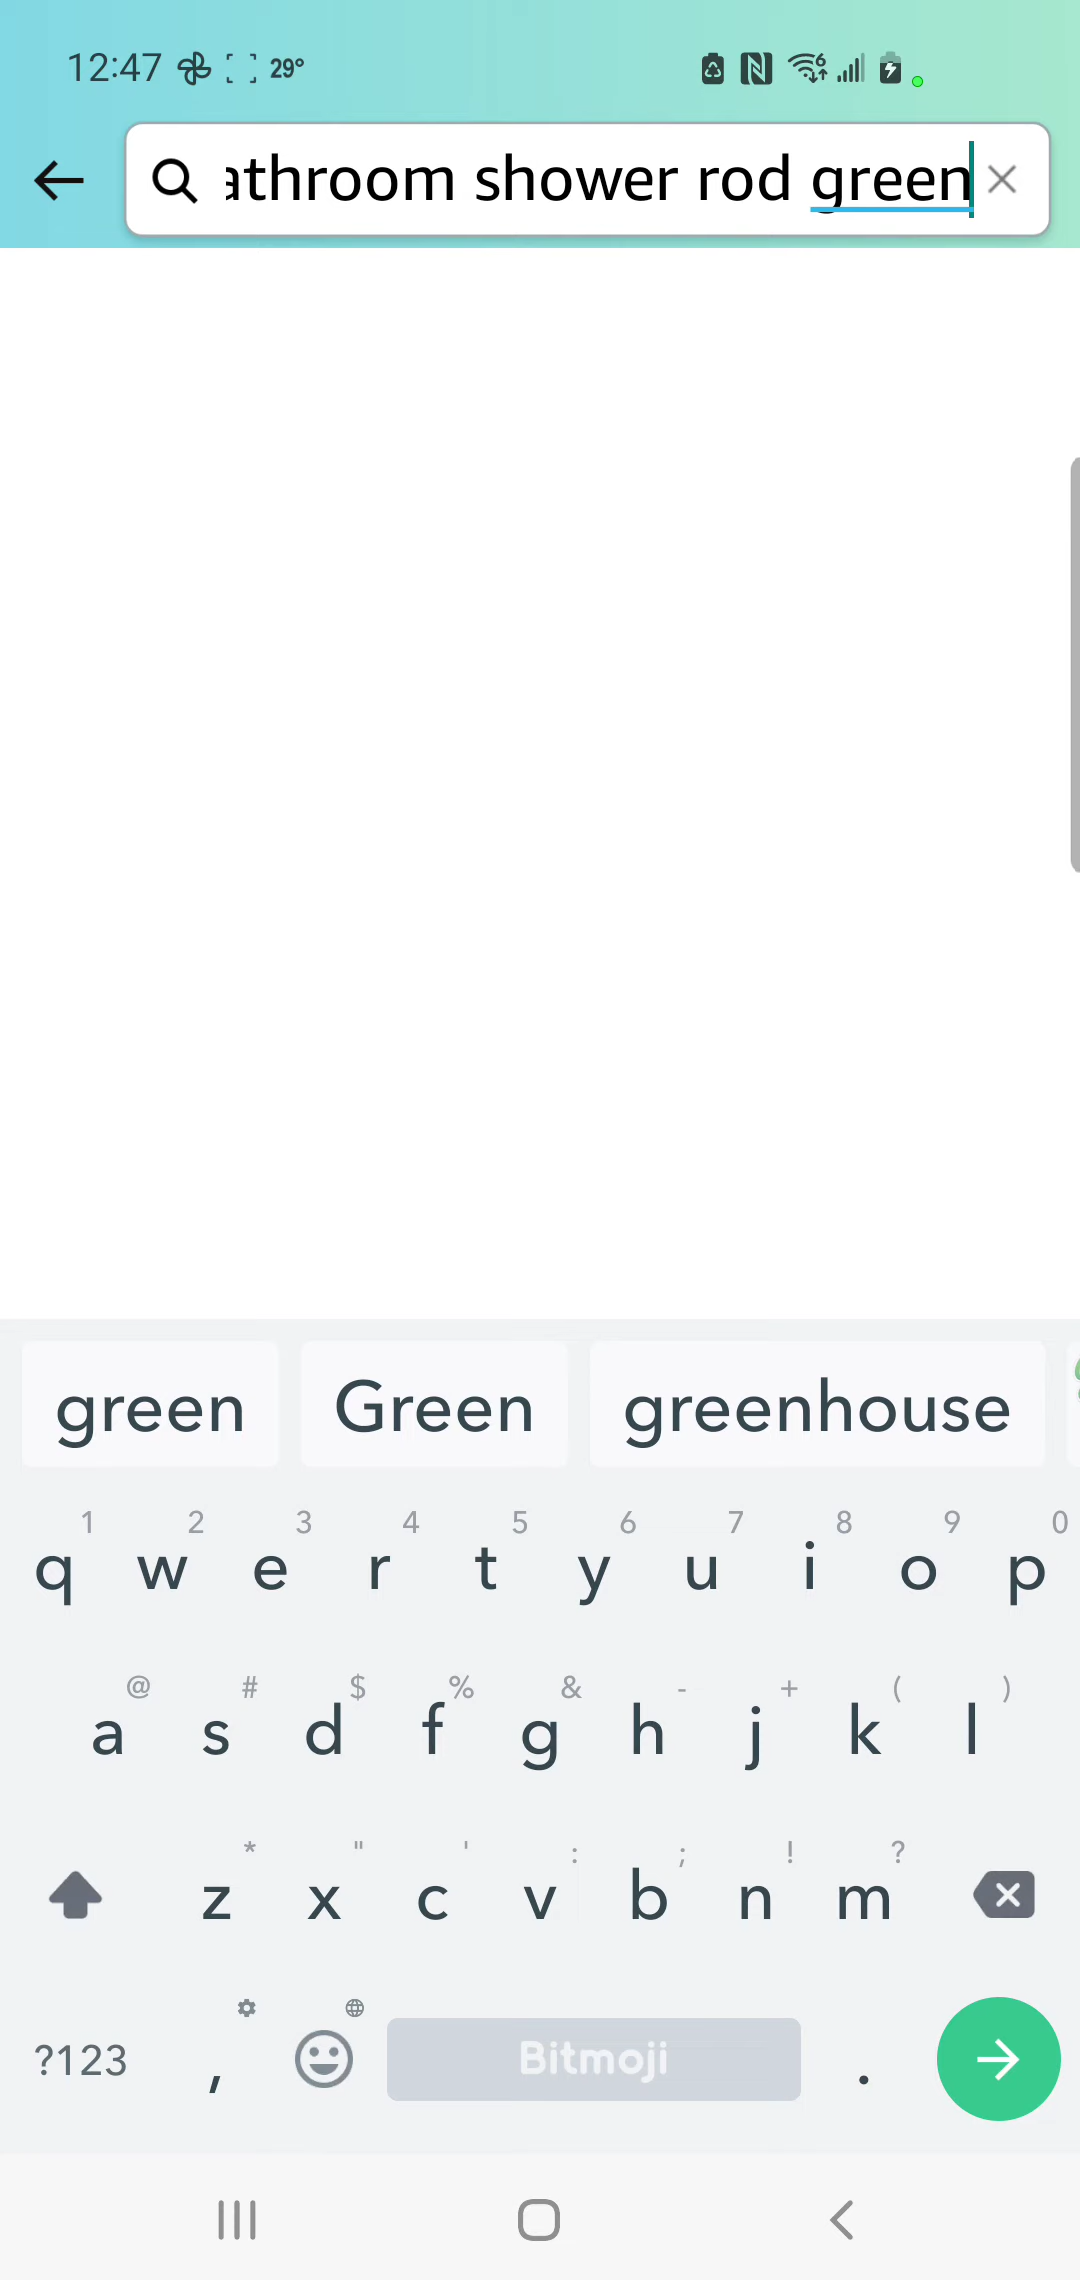 12:47 29°
athroom shower rod green
green Green greenhouse
1 2 3 4 5 6 7 8 9 0
q w e r t y u i o p
@ # $ % & - + ( )
a s d f g h j k l
* " ' : ; ! ?
z x c v b n m
?123 , Bitmoji .